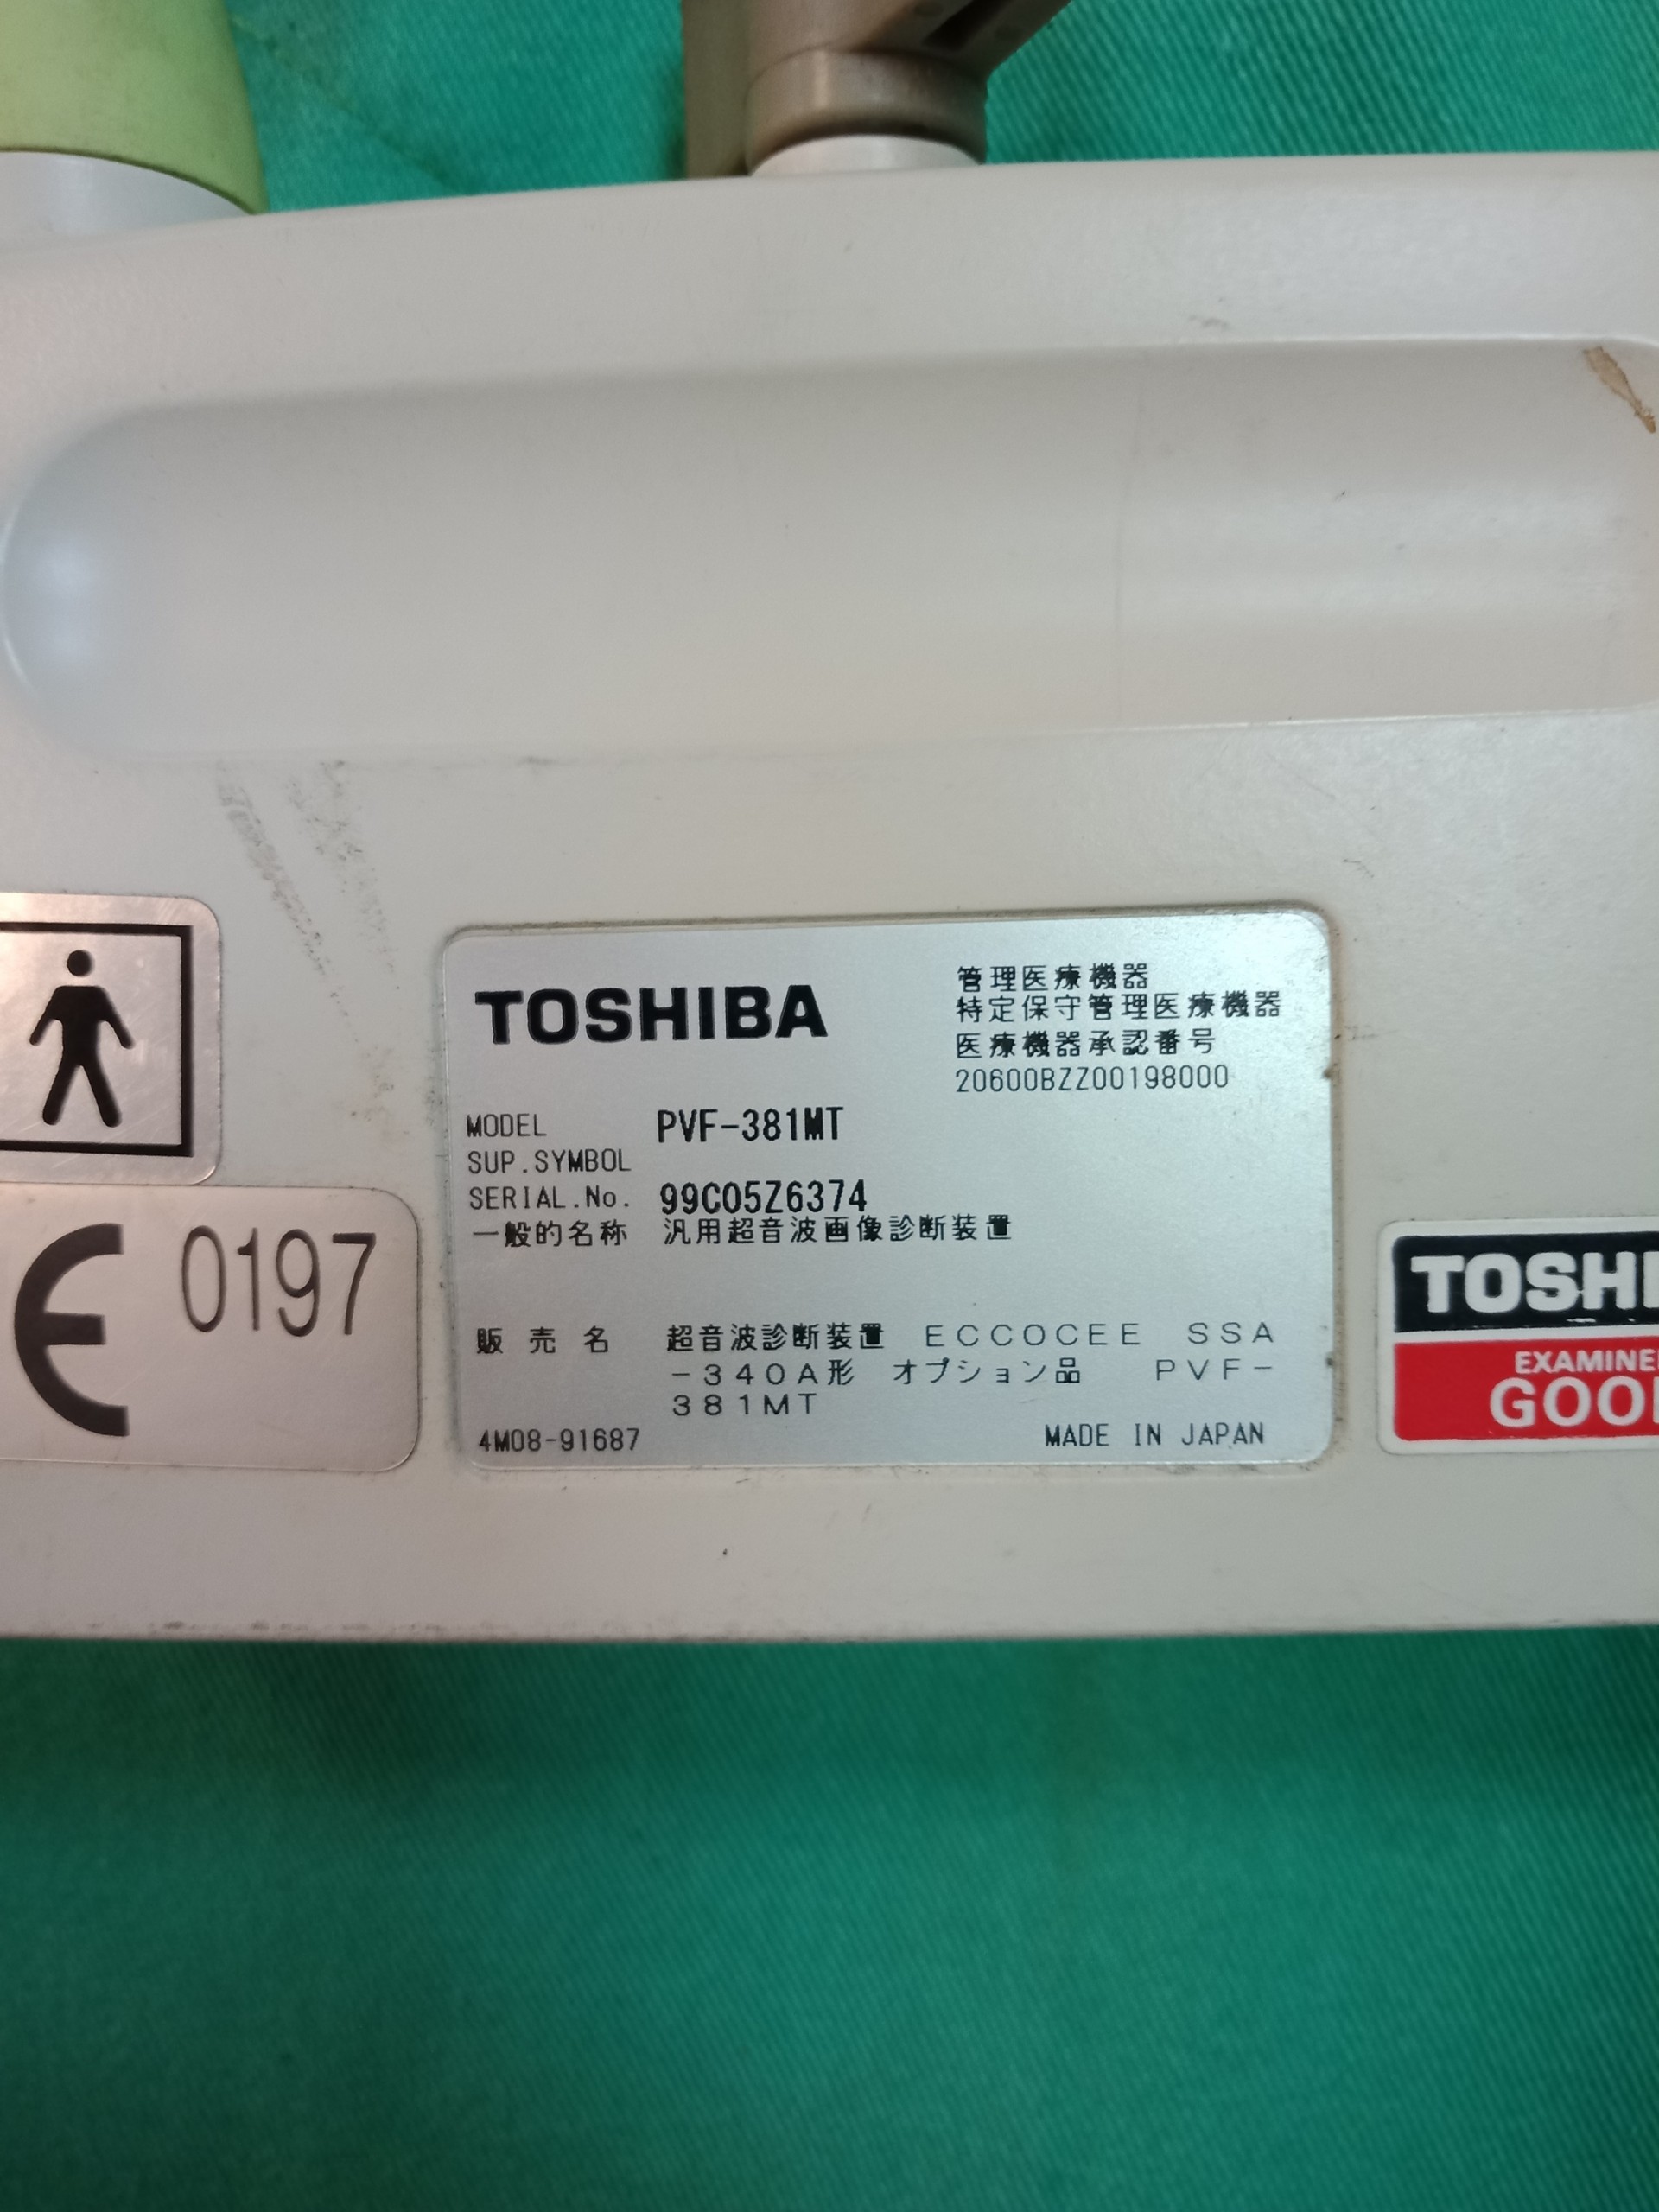 TOSHIBA
管理医療機器
特定保守管理医療機器
医療機器承認番号
20600BZZ00198000
MODEL PVF-381MT
SUP.SYMBOL
SERIAL.No. 99C05Z6374
一般的名称 汎用超音波画像診断装置
販売名 超音波診断装置 ECCOCEE SSA
-340A形 オプション品 PVF-
381MT
4M08-91687 MADE IN JAPAN
CE 0197
TOSHI
EXAMINE
GOO